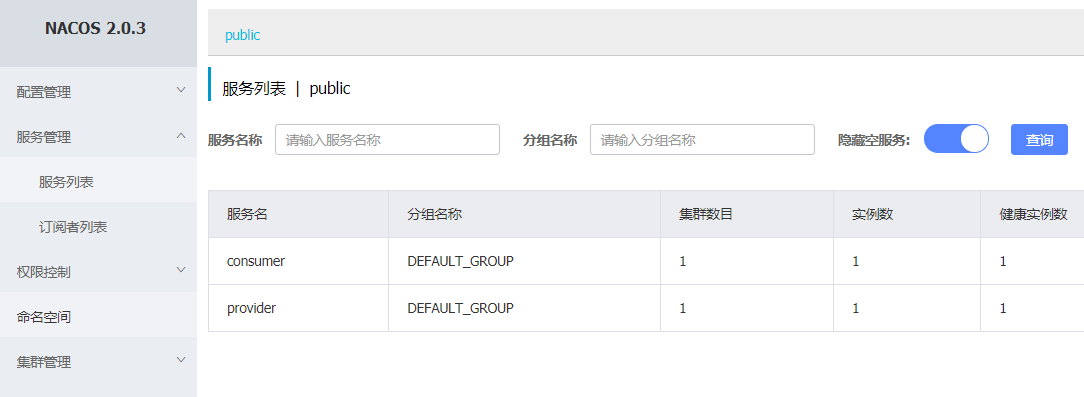 NACOS 2.0.3
配置管理
服务管理
服务列表
订阅者列表
权限控制
命名空间
集群管理
public
服务列表 | public
服务名称 请输入服务名称 分组名称 请输入分组名称 隐藏空服务: 查询
服务名 分组名称 集群数目 实例数 健康实例数
consumer DEFAULT_GROUP 1 1 1
provider DEFAULT_GROUP 1 1 1